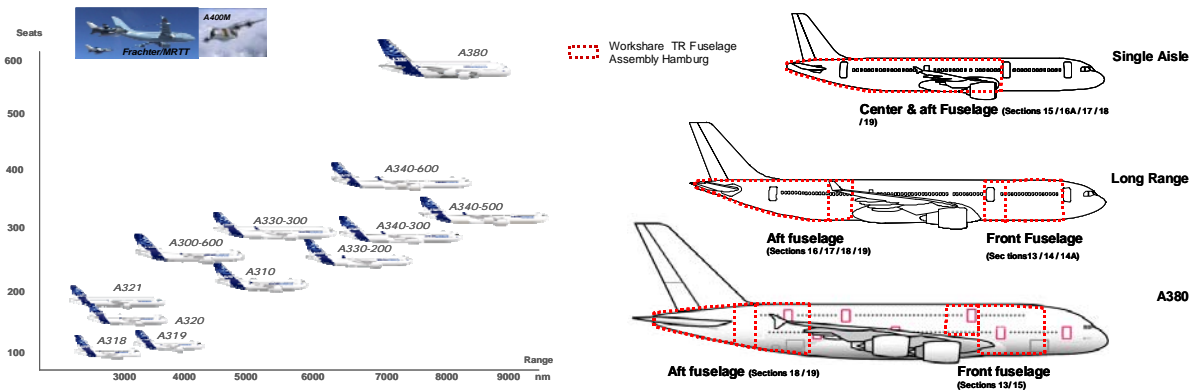 Seats
600
500
400
300
200
100
Frachter/MRTT
A400M
A380
A340-600
A340-500
A330-300
A340-300
A300-600
A330-200
A310
A321
A320
A318
A319
Range
3000 4000 5000 6000 7000 8000 9000 nm
Workshare TR Fuselage
Assembly Hamburg
Single Aisle
Center & aft Fuselage (Sections 15 / 16A / 17 / 18
/ 19)
Long Range
Aft fuselage
(Sections 16 / 17 / 18 / 19)
Front Fuselage
(Sec tions13 / 14 / 14A)
A380
Aft fuselage (Sections 18 / 19)
Front fuselage
(Sections 13/ 15)